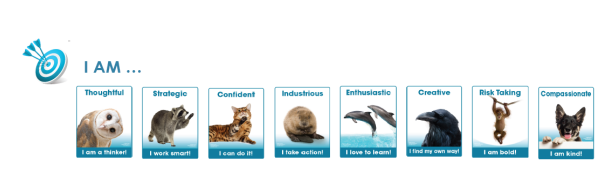 I AM ...
Thoughtful
I am a thinker!
Strategic
I work smart!
Confident
I can do it!
Industrious
I take action!
Enthusiastic
I love to learn!
Creative
I find my own way!
Risk Taking
I am bold!
Compassionate
I am kind!